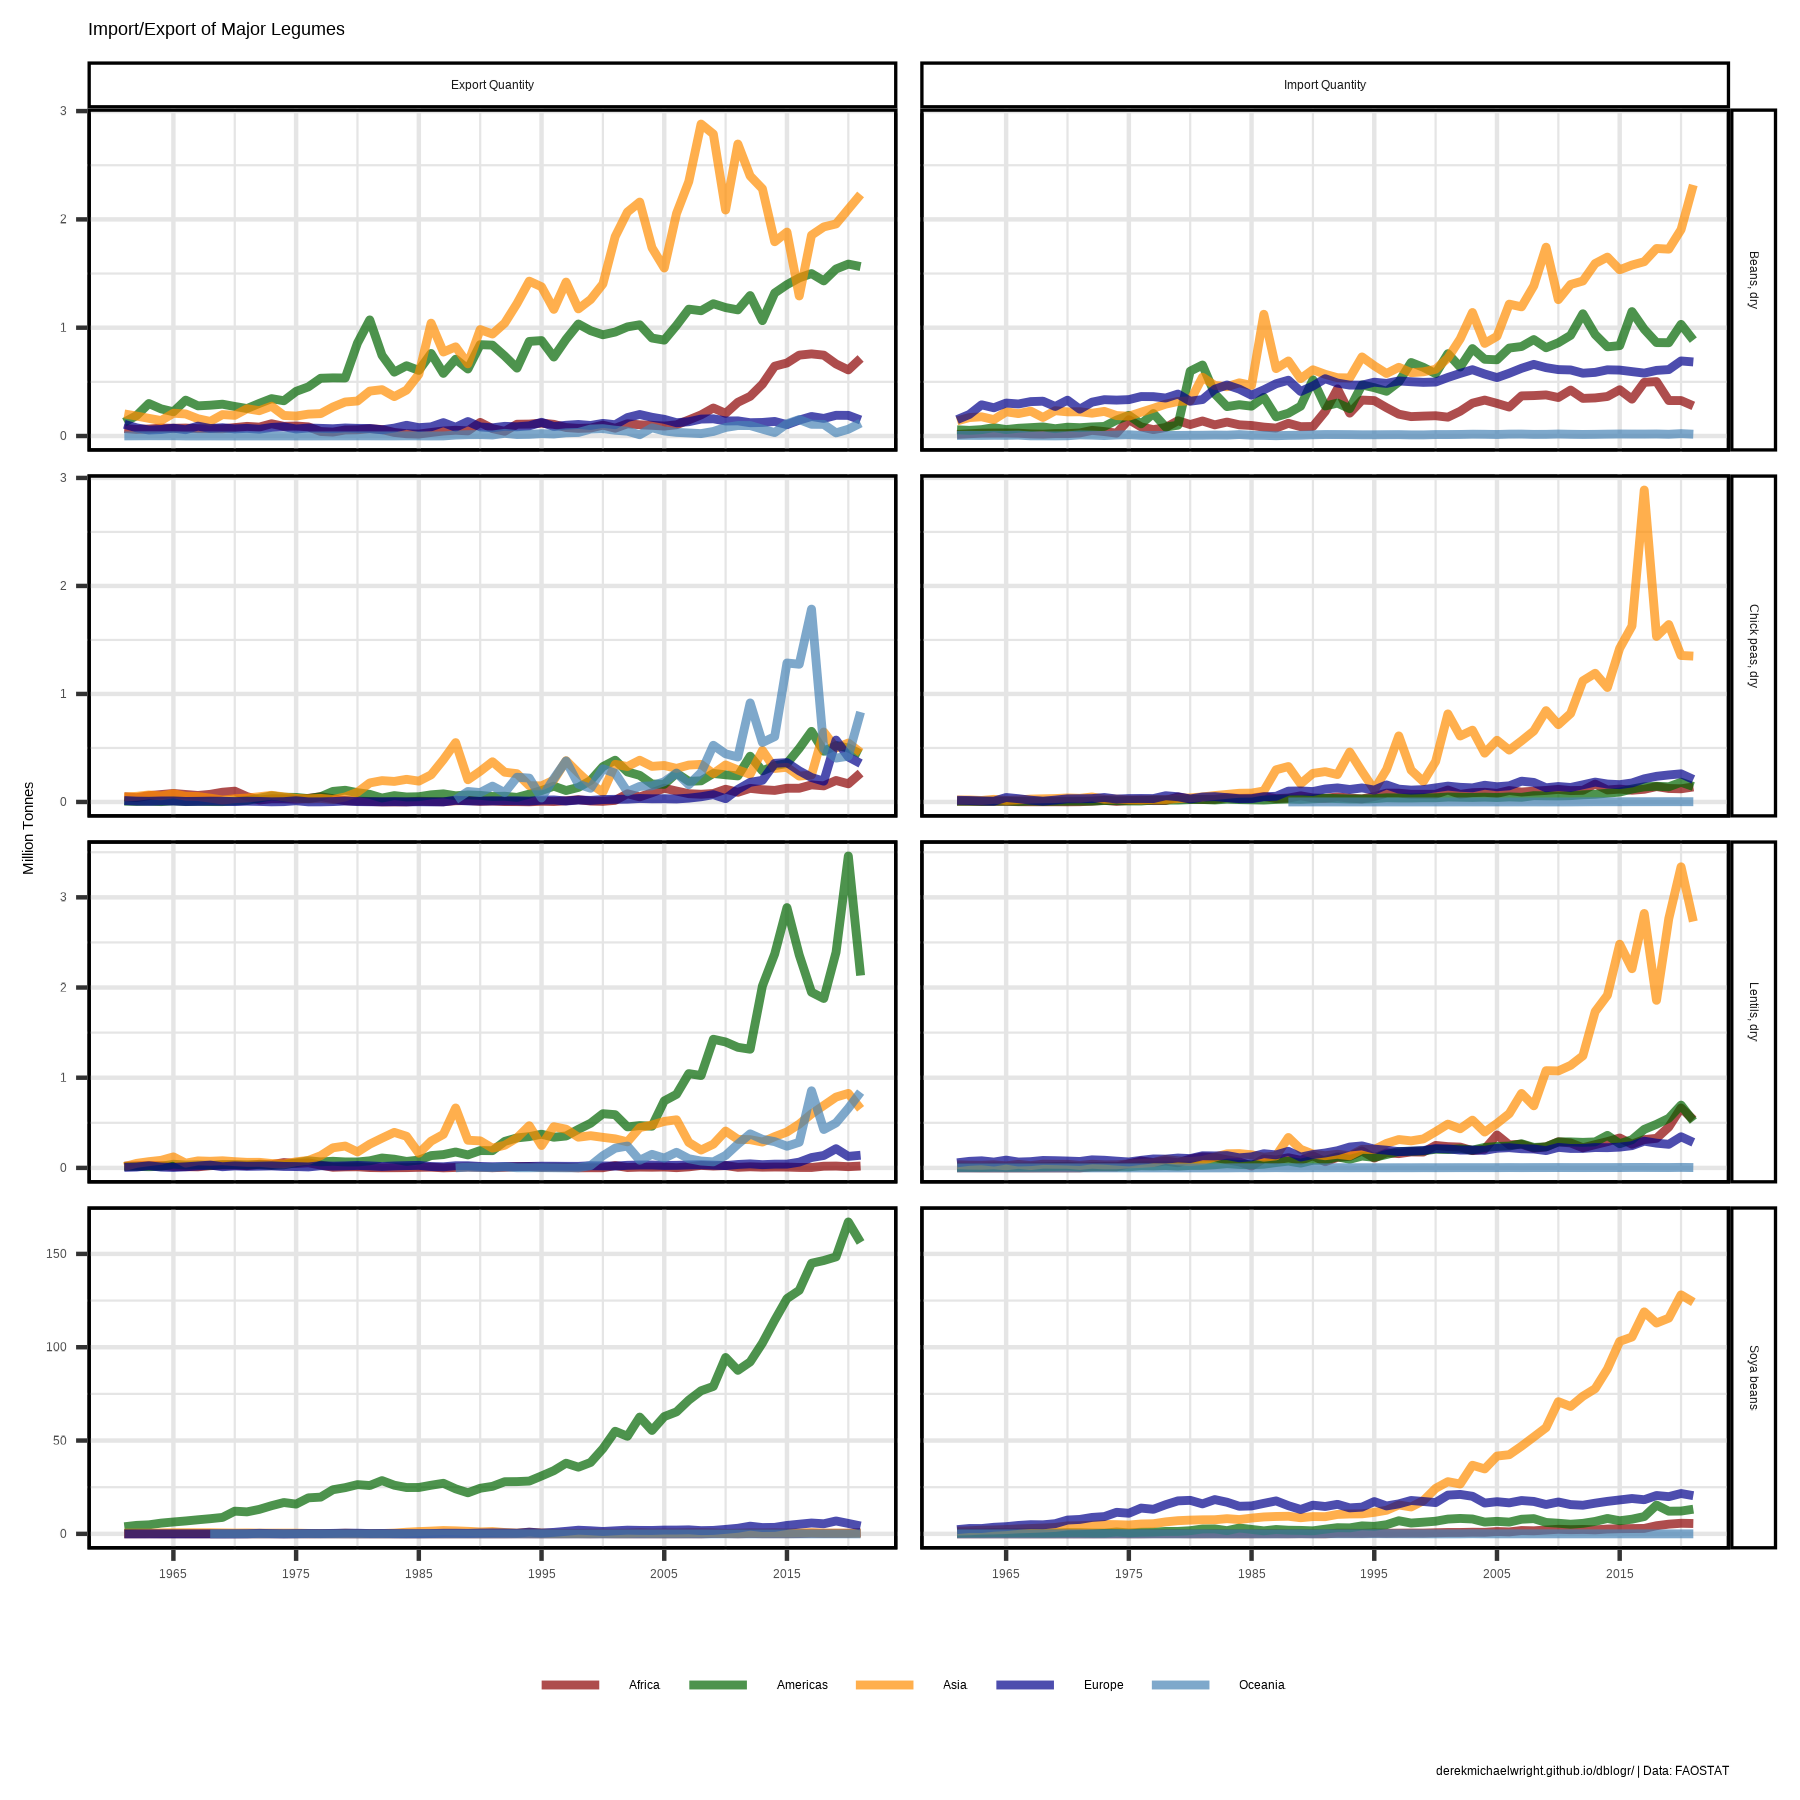 Import/Export of Major Legumes
Export Quantity
Import Quantity
Million Tonnes
3
2
1
0
Beans, dry
3
2
1
0
Chick peas, dry
3
2
1
0
Lentils, dry
150
100
50
0
Soya beans
1965 1975 1985 1995 2005 2015
1965 1975 1985 1995 2005 2015
Africa Americas Asia Europe Oceania
derekmichaelwright.github.io/dblogr/ | Data: FAOSTAT